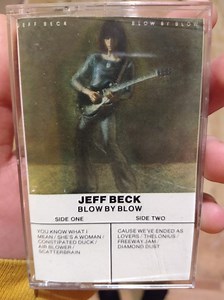 JEFF BECK BLOW BY BLOW
JEFF BECK
BLOW BY BLOW
SIDE ONE
YOU KNOW WHAT I
MEAN / SHE'S A WOMAN /
CONSTIPATED DUCK /
AIR BLOWER /
SCATTERBRAIN
SIDE TWO
CAUSE WE'VE ENDED AS
LOVERS / THELONIUS /
FREEWAY JAM /
DIAMOND DUST